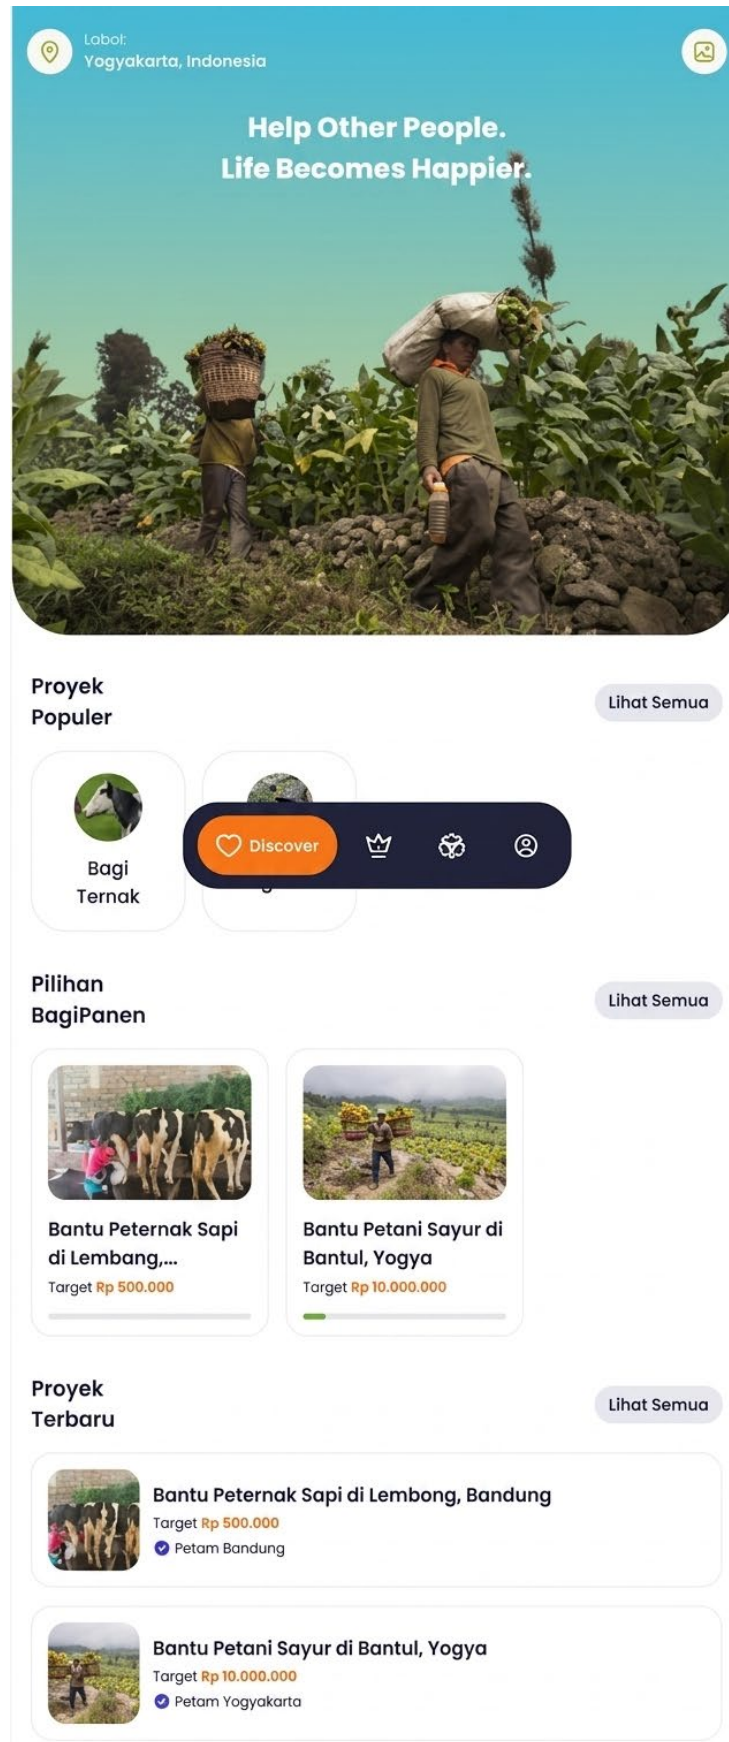 Labol:
Yogyakarta, Indonesia
Help Other People.
Life Becomes Happier.
Proyek
Populer
Lihat Semua
Bagi
Ternak
Discover
Pilihan
BagiPanen
Lihat Semua
Bantu Peternak Sapi
di Lembang,...
Target Rp 500.000
Bantu Petani Sayur di
Bantul, Yogya
Target Rp 10.000.000
Proyek
Terbaru
Lihat Semua
Bantu Peternak Sapi di Lembong, Bandung
Target Rp 500.000
Petam Bandung
Bantu Petani Sayur di Bantul, Yogya
Target Rp 10.000.000
Petam Yogyakarta